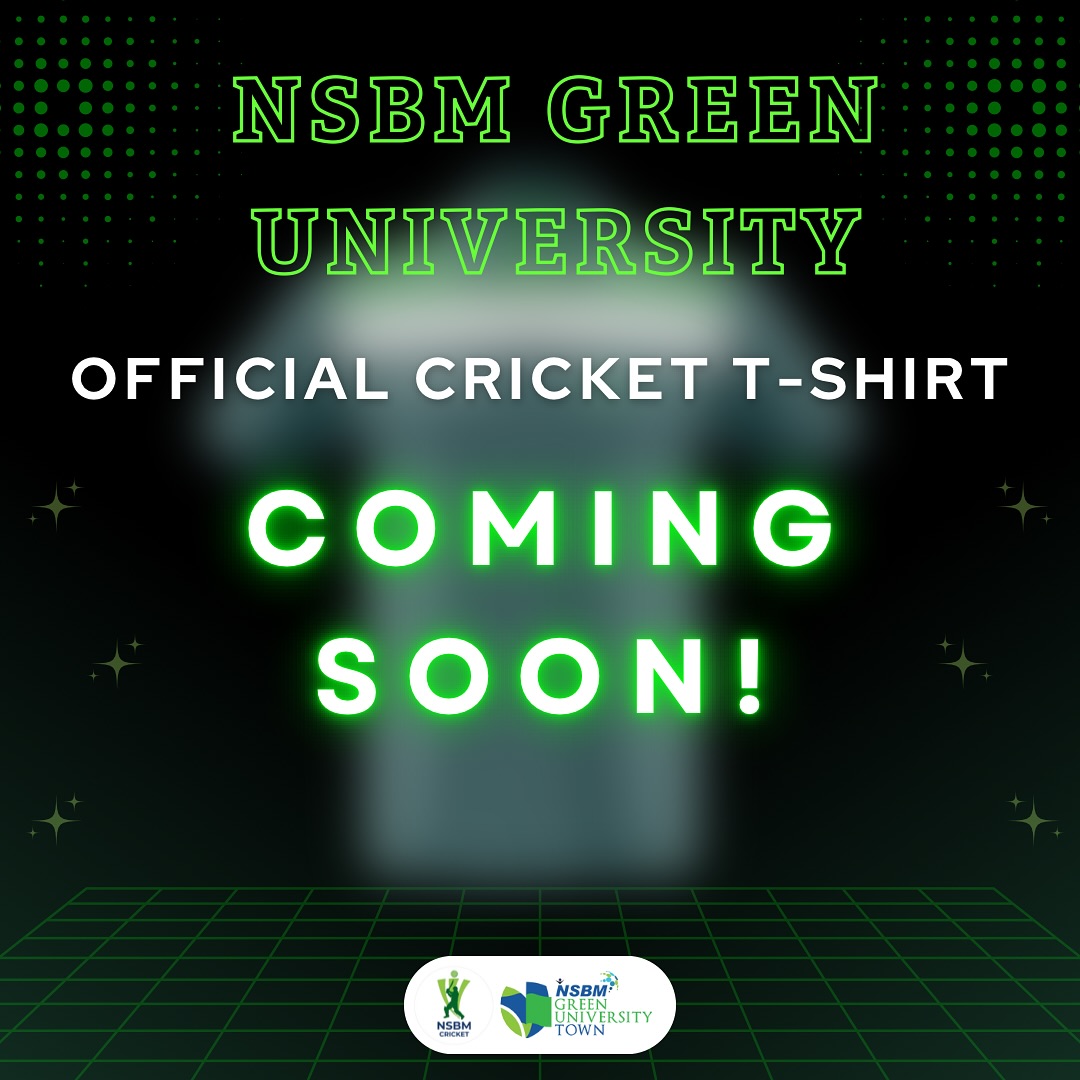 NSBM GREEN
UNIVERSITY
OFFICIAL CRICKET T-SHIRT
COMING
SOON!
NSBM
CRICKET
NSBM
GREEN
UNIVERSITY
TOWN